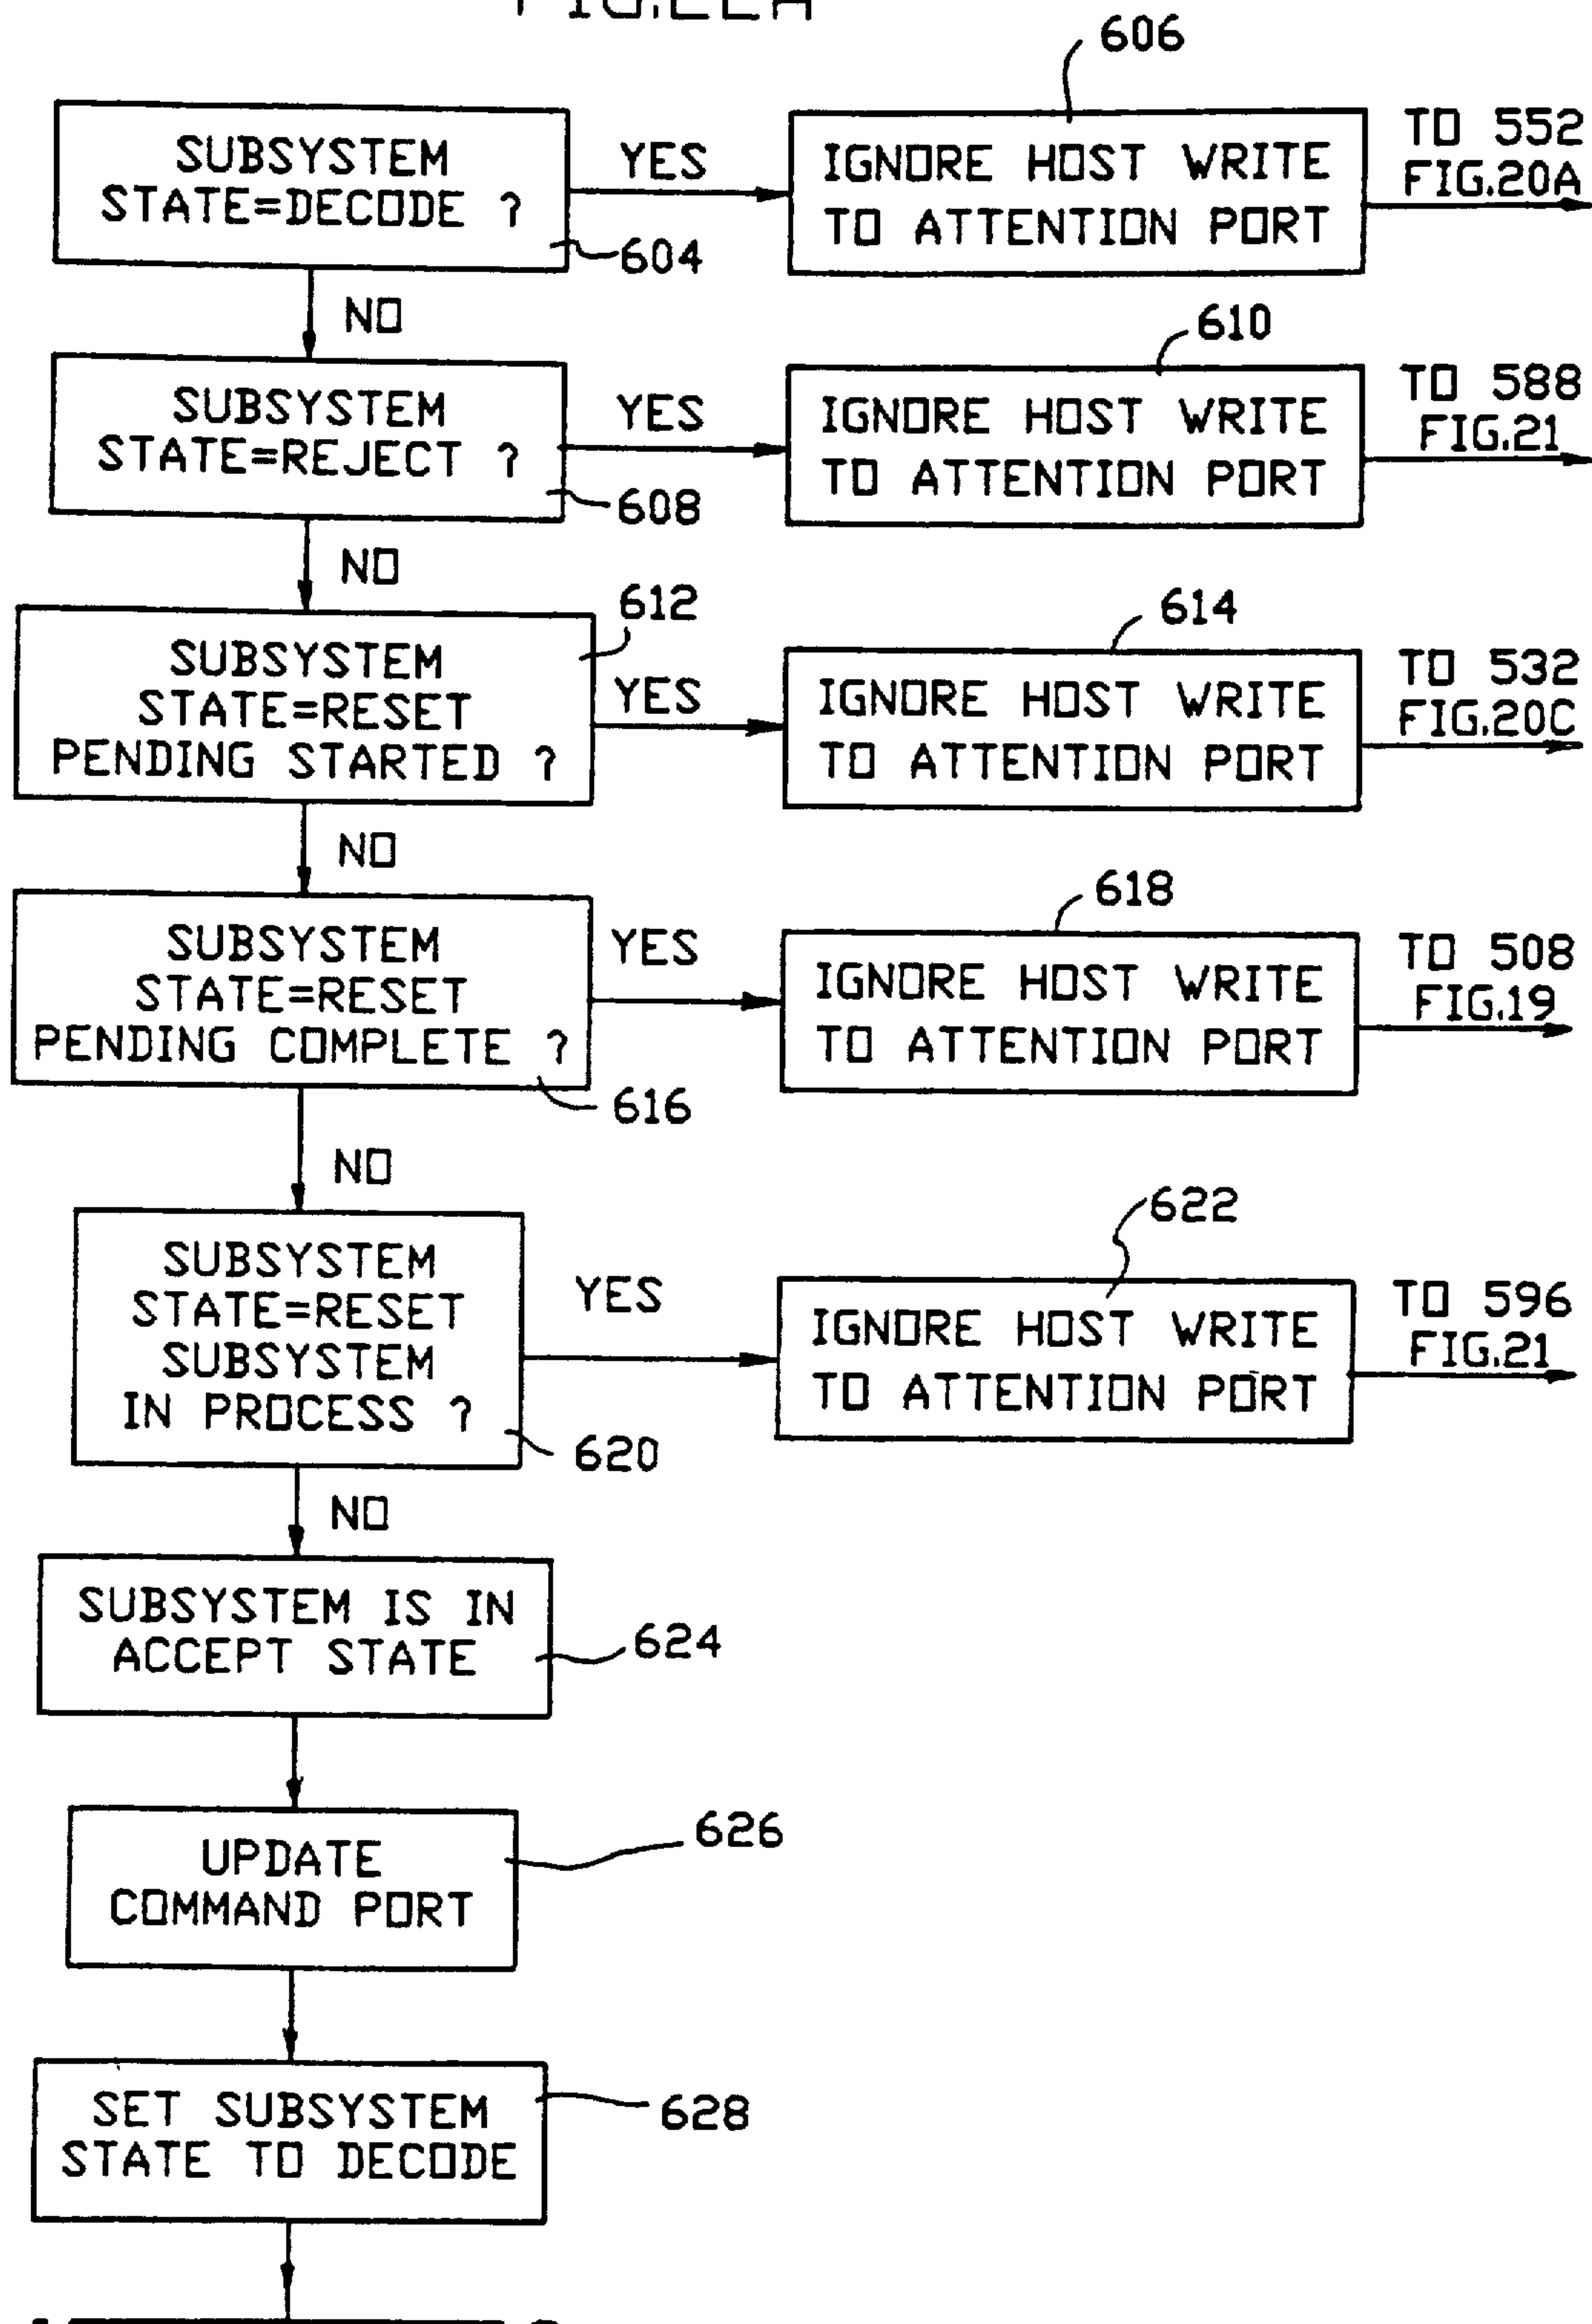 FIG.22A
606
SUBSYSTEM
STATE=DECODE ?
604
YES
IGNORE HOST WRITE
TO ATTENTION PORT
TO 552
FIG.20A
NO
610
SUBSYSTEM
STATE=REJECT ?
608
YES
IGNORE HOST WRITE
TO ATTENTION PORT
TO 588
FIG.21
NO
612
614
SUBSYSTEM
STATE=RESET
PENDING STARTED ?
YES
IGNORE HOST WRITE
TO ATTENTION PORT
TO 532
FIG.20C
NO
618
SUBSYSTEM
STATE=RESET
PENDING COMPLETE ?
616
YES
IGNORE HOST WRITE
TO ATTENTION PORT
TO 508
FIG.19
NO
622
SUBSYSTEM
STATE=RESET
SUBSYSTEM
IN PROCESS ?
620
YES
IGNORE HOST WRITE
TO ATTENTION PORT
TO 596
FIG.21
NO
SUBSYSTEM IS IN
ACCEPT STATE
624
UPDATE
COMMAND PORT
626
SET SUBSYSTEM
STATE TO DECODE
628